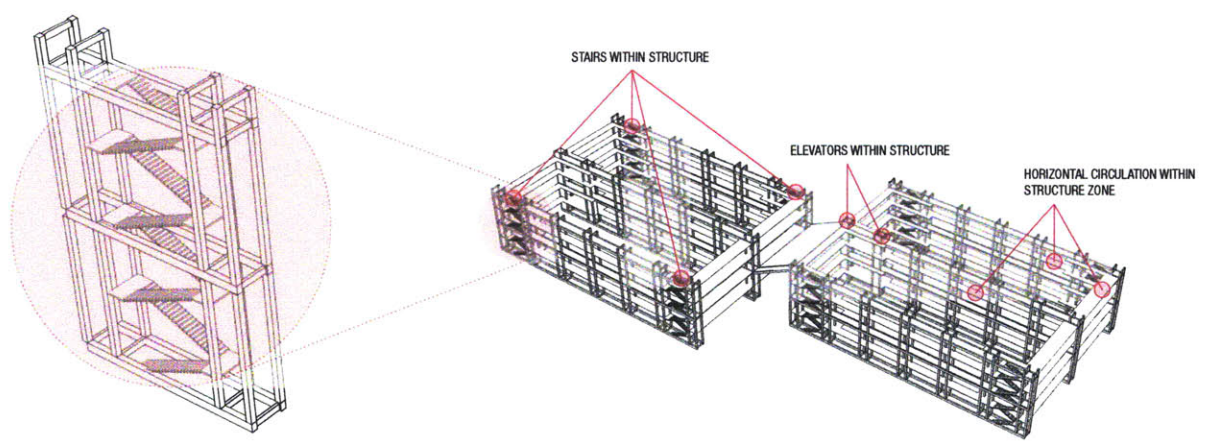 STAIRS WITHIN STRUCTURE
ELEVATORS WITHIN STRUCTURE
HORIZONTAL CIRCULATION WITHIN
STRUCTURE ZONE